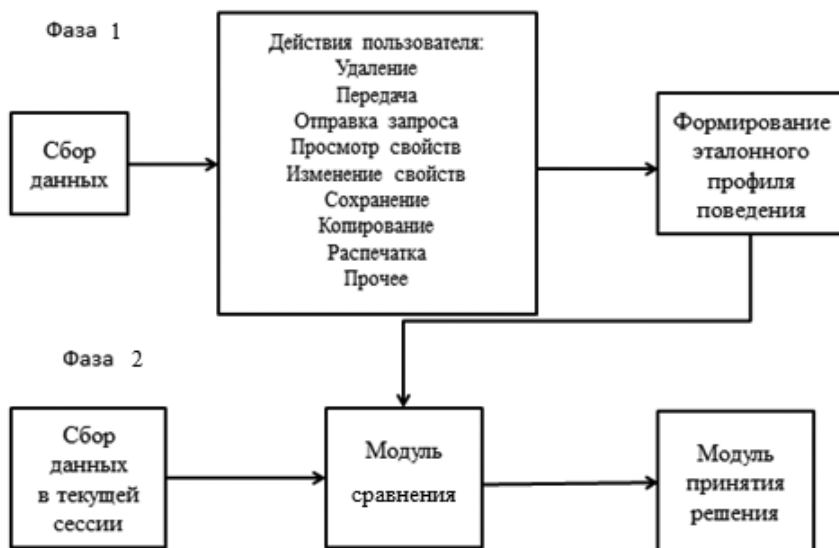 Фаза 1
Сбор
данных
Действия пользователя:
Удаление
Передача
Отправка запроса
Просмотр свойств
Изменение свойств
Сохранение
Копирование
Распечатка
Прочее
Формирование
эталонного
профиля
поведения
Фаза 2
Сбор
данных
в текущей
сессии
Модуль
сравнения
Модуль
принятия
решения